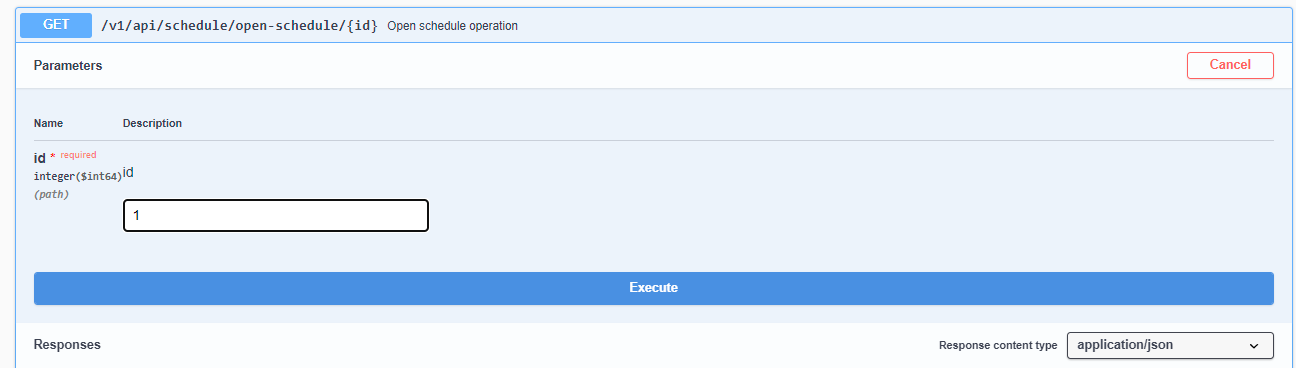 GET /v1/api/schedule/open-schedule/{id} Open schedule operation
Parameters
Cancel
Name Description
id * required
integer($int64)
(path)
id
1
Execute
Responses
Response content type application/json